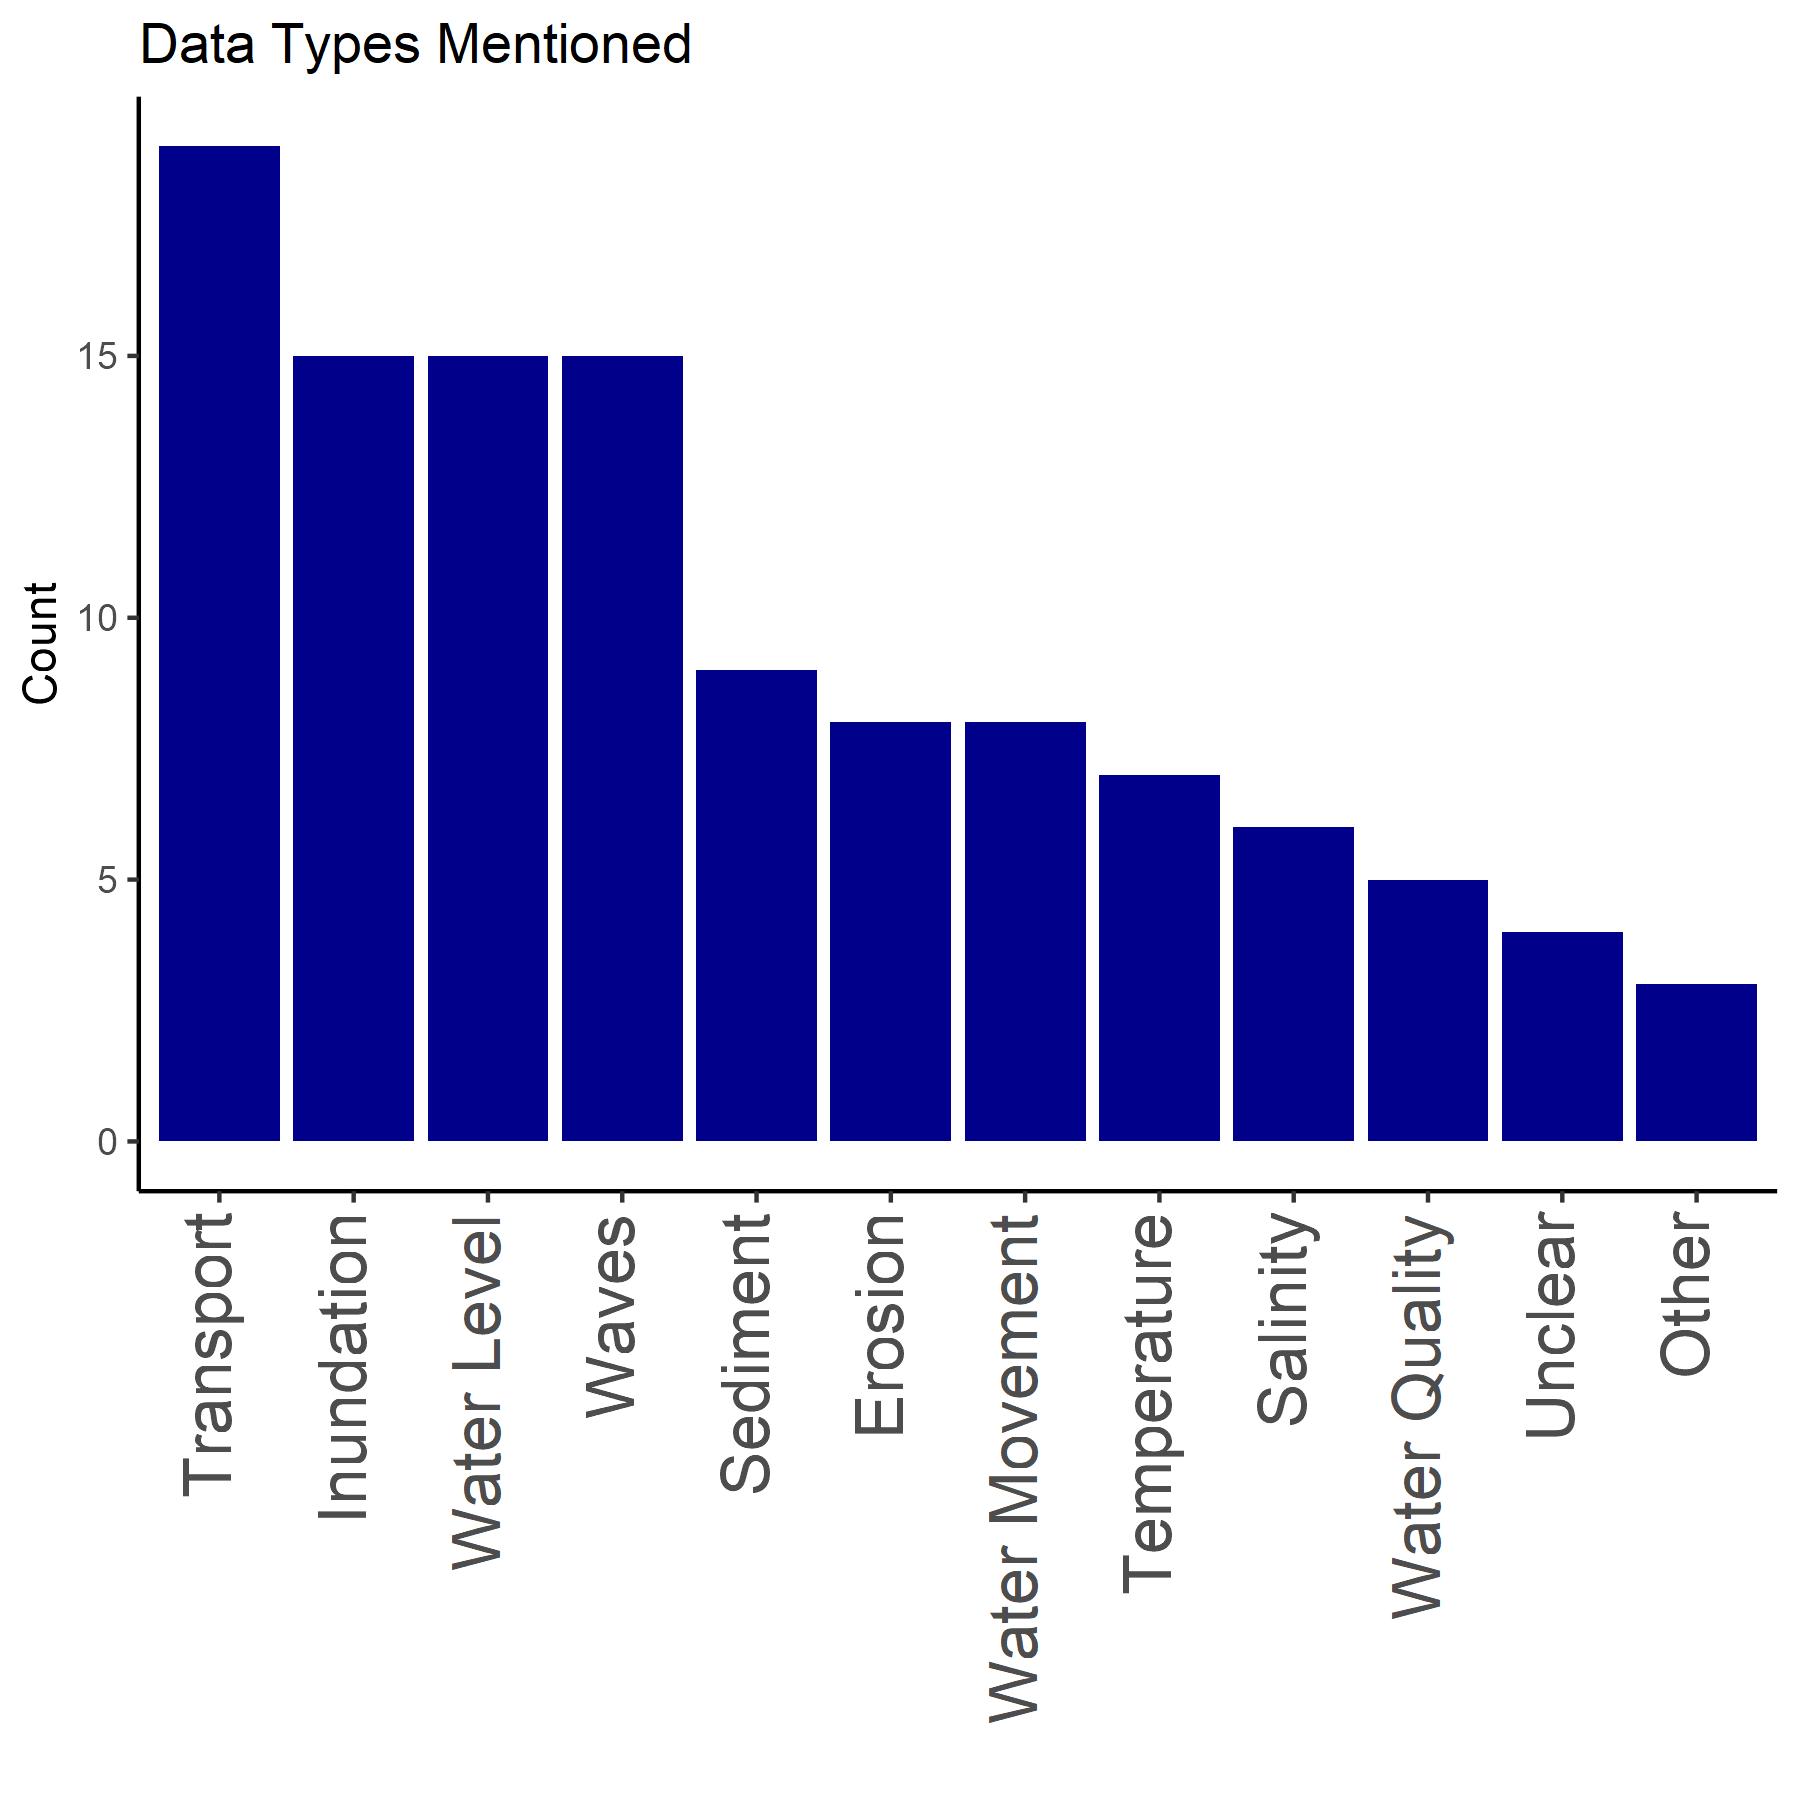 Data Types Mentioned
Count
15
10
5
0
Transport
Inundation
Water Level
Waves
Sediment
Erosion
Water Movement
Temperature
Salinity
Water Quality
Unclear
Other